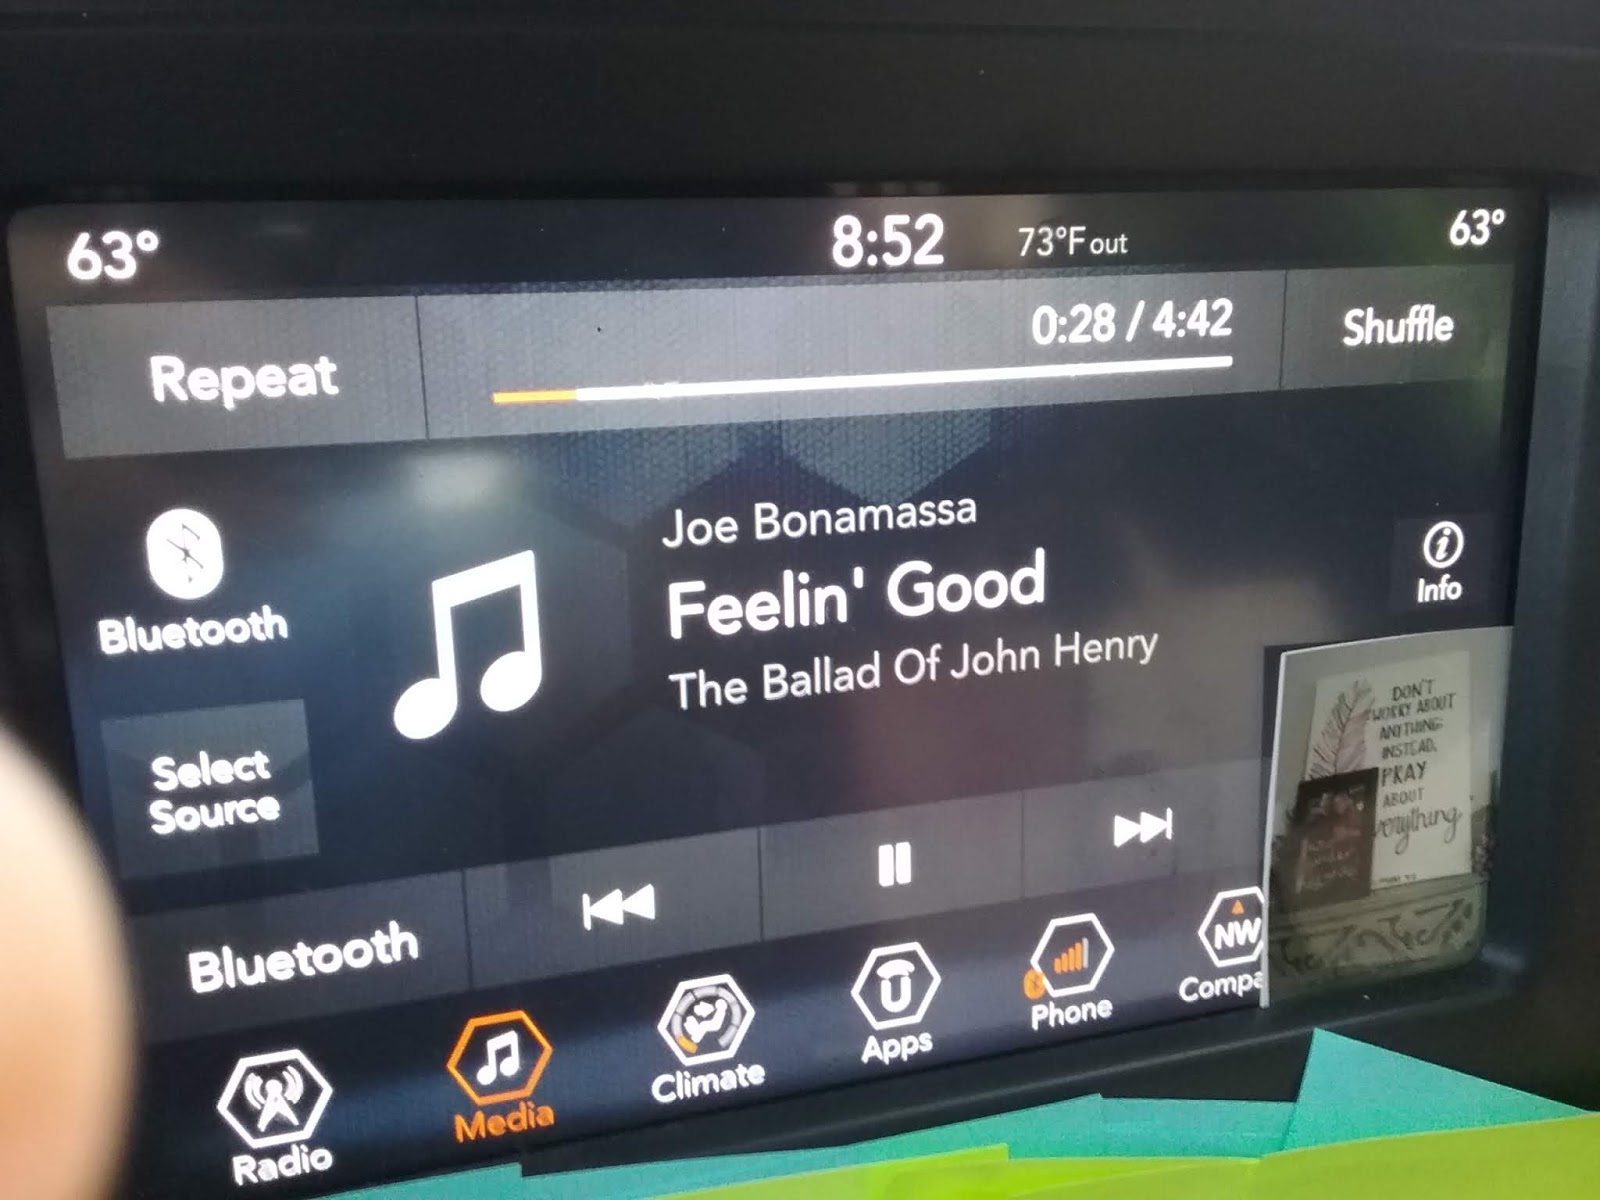 63°
8:52
73°F out
63°
Repeat
0:28 / 4:42
Shuffle
Bluetooth
Joe Bonamassa
Feelin' Good
The Ballad Of John Henry
Info
Select
Source
DON'T
WORRY ABOUT
ANYTHING;
INSTEAD,
PRAY
ABOUT
erything
Bluetooth
Radio
Media
Climate
Apps
Phone
NW
Compa